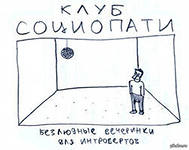 КЛУБ
СОЦИОПАТИ
БЕЗЛЮДНЫЕ ВЕЧЕРИНКИ
ДЛЯ ИНТРОВЕРТОВ